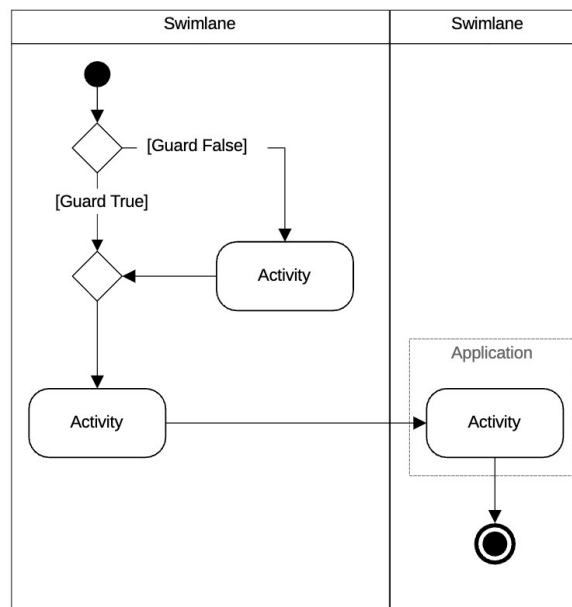 Swimlane
Swimlane
[Guard False]
[Guard True]
Activity
Application
Activity
Activity